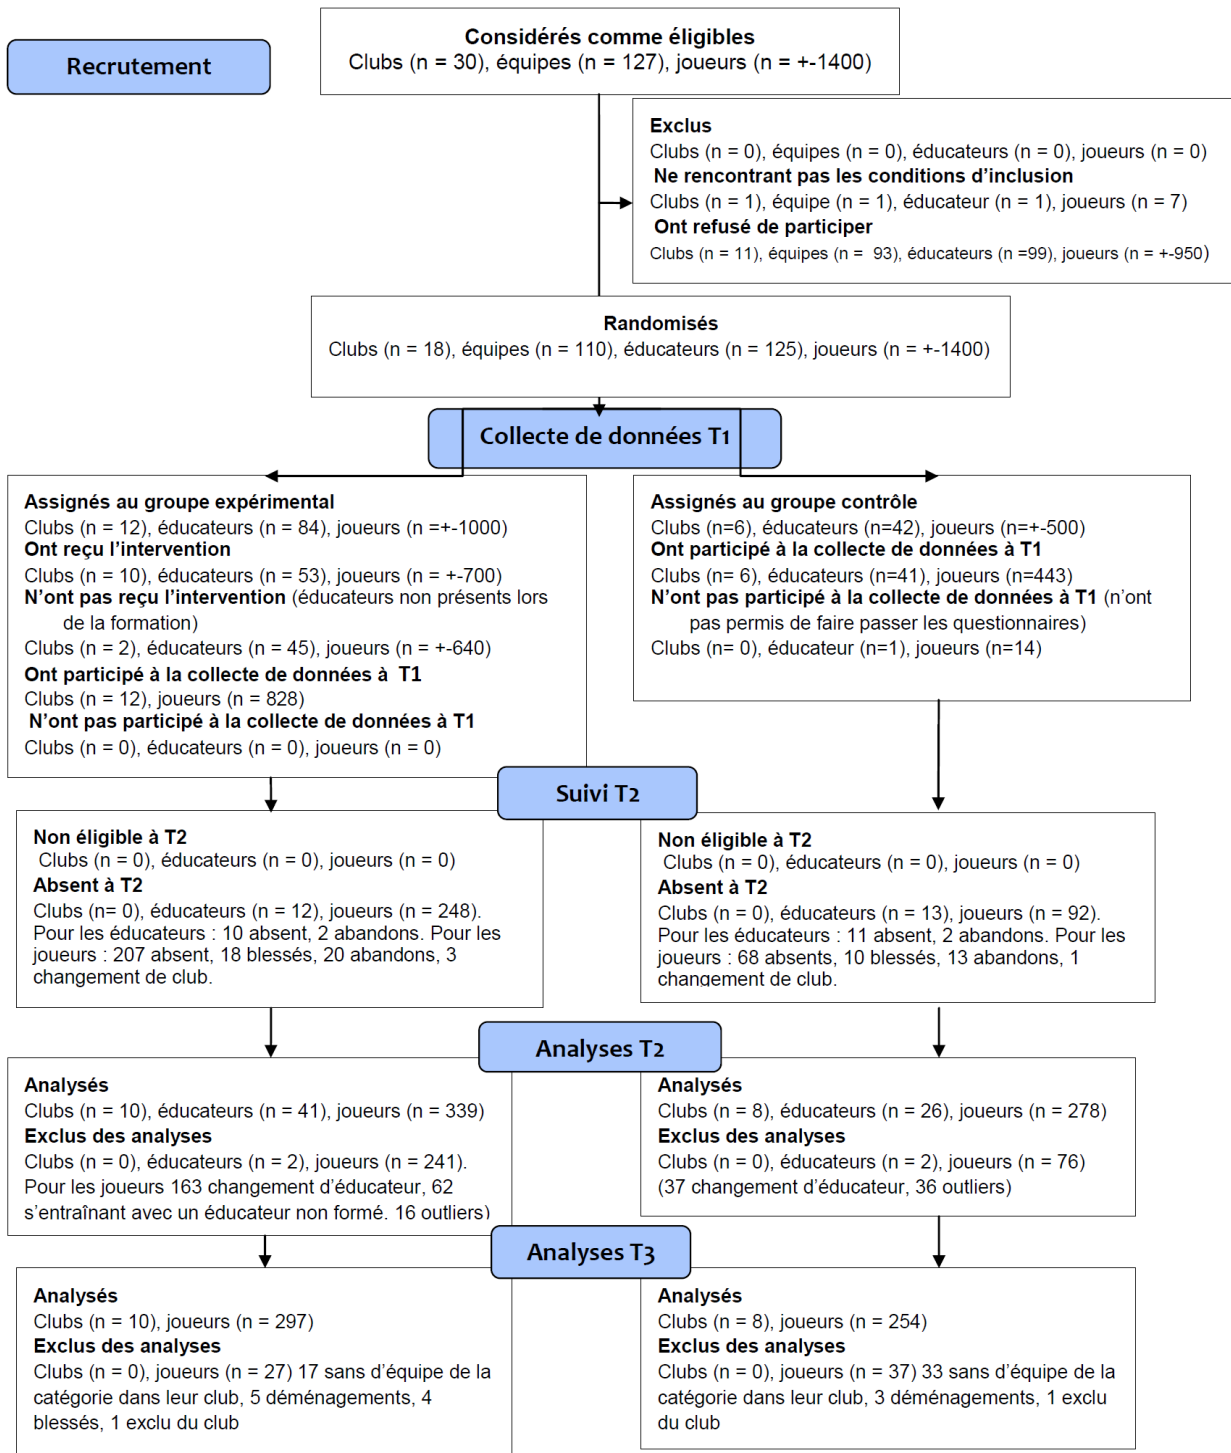 Recrutement
Considérés comme éligibles
Clubs (n = 30), équipes (n = 127), joueurs (n = +-1400)
Exclus
Clubs (n = 0), équipes (n = 0), éducateurs (n = 0), joueurs (n = 0)
Ne rencontrant pas les conditions d'inclusion
Clubs (n = 1), équipe (n = 1), éducateur (n = 1), joueurs (n = 7)
Ont refusé de participer
Clubs (n = 11), équipes (n = 93), éducateurs (n =99), joueurs (n = +-950)
Randomisés
Clubs (n = 18), équipes (n = 110), éducateurs (n = 125), joueurs (n = +-1400)
Collecte de données T1
Assignés au groupe expérimental
Clubs (n = 12), éducateurs (n = 84), joueurs (n =+-1000)
Ont reçu l'intervention
Clubs (n = 10), éducateurs (n = 53), joueurs (n = +-700)
N'ont pas reçu l'intervention (éducateurs non présents lors
de la formation)
Clubs (n = 2), éducateurs (n = 45), joueurs (n = +-640)
Ont participé à la collecte de données à T1
Clubs (n = 12), joueurs (n = 828)
N'ont pas participé à la collecte de données à T1
Clubs (n = 0), éducateurs (n = 0), joueurs (n = 0)
Assignés au groupe contrôle
Clubs (n=6), éducateurs (n=42), joueurs (n=+-500)
Ont participé à la collecte de données à T1
Clubs (n= 6), éducateurs (n=41), joueurs (n=443)
N'ont pas participé à la collecte de données à T1 (n'ont
pas permis de faire passer les questionnaires)
Clubs (n= 0), éducateur (n=1), joueurs (n=14)
Suivi T2
Non éligible à T2
Clubs (n = 0), éducateurs (n = 0), joueurs (n = 0)
Absent à T2
Clubs (n= 0), éducateurs (n = 12), joueurs (n = 248).
Pour les éducateurs : 10 absent, 2 abandons. Pour les
joueurs : 207 absent, 18 blessés, 20 abandons, 3
changement de club.
Non éligible à T2
Clubs (n = 0), éducateurs (n = 0), joueurs (n = 0)
Absent à T2
Clubs (n = 0), éducateurs (n = 13), joueurs (n = 92).
Pour les éducateurs : 11 absent, 2 abandons. Pour les
joueurs : 68 absents, 10 blessés, 13 abandons, 1
changement de club.
Analyses T2
Analysés
Clubs (n = 10), éducateurs (n = 41), joueurs (n = 339)
Exclus des analyses
Clubs (n = 0), éducateurs (n = 2), joueurs (n = 241).
Pour les joueurs 163 changement d'éducateur, 62
s'entraînant avec un éducateur non formé. 16 outliers)
Analysés
Clubs (n = 8), éducateurs (n = 26), joueurs (n = 278)
Exclus des analyses
Clubs (n = 0), éducateurs (n = 2), joueurs (n = 76)
(37 changement d'éducateur, 36 outliers)
Analyses T3
Analysés
Clubs (n = 10), joueurs (n = 297)
Exclus des analyses
Clubs (n = 0), joueurs (n = 27) 17 sans d'équipe de la
catégorie dans leur club, 5 déménagements, 4
blessés, 1 exclu du club
Analysés
Clubs (n = 8), joueurs (n = 254)
Exclus des analyses
Clubs (n = 0), joueurs (n = 37) 33 sans d'équipe de la
catégorie dans leur club, 3 déménagements, 1 exclu
du club